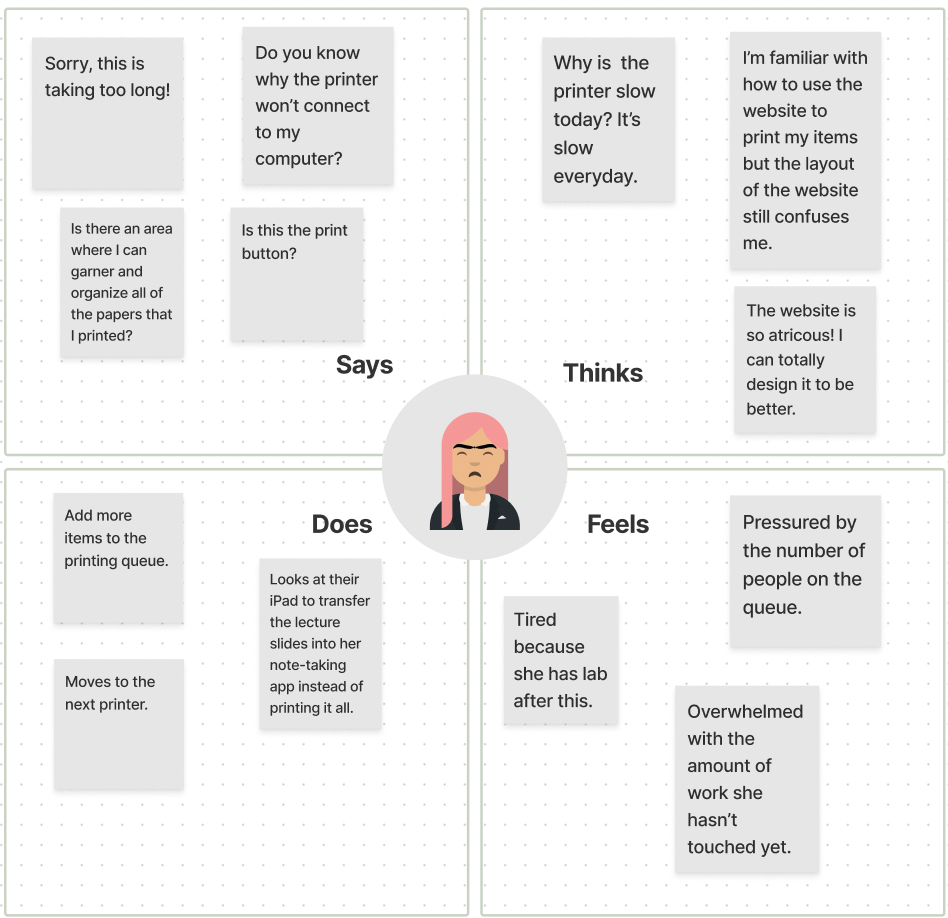 Sorry, this is
taking too long!
Do you know
why the printer
won’t connect
to my
computer?
Is there an area
where I can
garner and
organize all of
the papers that
I printed?
Is this the print
button?
Says
Why is  the
printer slow
today? It’s
slow
everyday.
I’m familiar with
how to use the
website to
print my items
but the layout
of the website
still confuses
me.
The website is
so atricous! I
can totally
design it to be
better.
Thinks
Does
Add more
items to the
printing queue.
Looks at their
iPad to transfer
the lecture
slides into her
note-taking
app instead of
printing it all.
Moves to the
next printer.
Feels
Pressured by
the number of
people on the
queue.
Tired
because
she has lab
after this.
Overwhelmed
with the
amount of
work she
hasn’t
touched yet.